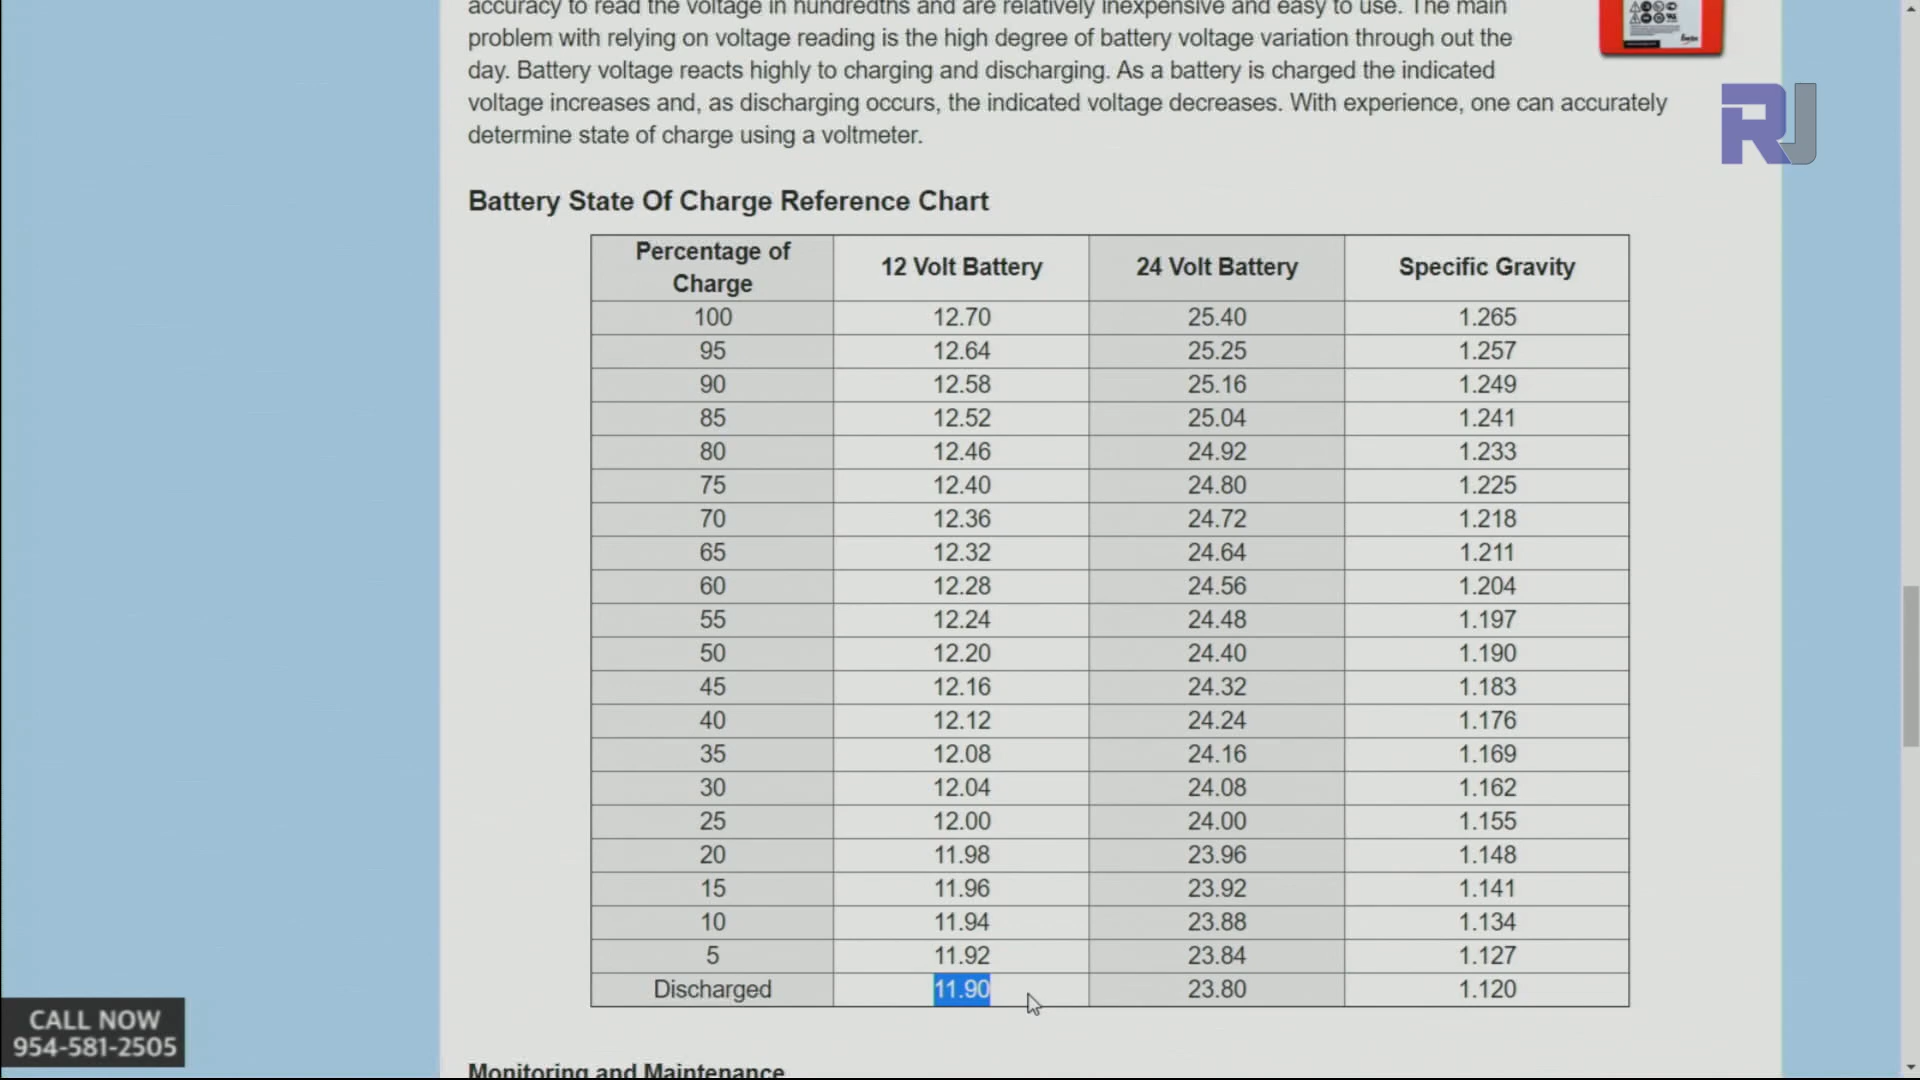 accuracy to read the voltage in hundredths and are relatively inexpensive and easy to use. The main
problem with relying on voltage reading is the high degree of battery voltage variation through out the
day. Battery voltage reacts highly to charging and discharging. As a battery is charged the indicated
voltage increases and, as discharging occurs, the indicated voltage decreases. With experience, one can accurately
determine state of charge using a voltmeter.
RJ
Battery State Of Charge Reference Chart
Percentage of Charge 12 Volt Battery 24 Volt Battery Specific Gravity
100 12.70 25.40 1.265
95 12.64 25.25 1.257
90 12.58 25.16 1.249
85 12.52 25.04 1.241
80 12.46 24.92 1.233
75 12.40 24.80 1.225
70 12.36 24.72 1.218
65 12.32 24.64 1.211
60 12.28 24.56 1.204
55 12.24 24.48 1.197
50 12.20 24.40 1.190
45 12.16 24.32 1.183
40 12.12 24.24 1.176
35 12.08 24.16 1.169
30 12.04 24.08 1.162
25 12.00 24.00 1.155
20 11.98 23.96 1.148
15 11.96 23.92 1.141
10 11.94 23.88 1.134
5 11.92 23.84 1.127
Discharged 11.90 23.80 1.120
CALL NOW
954-581-2505
Monitoring and Maintenance